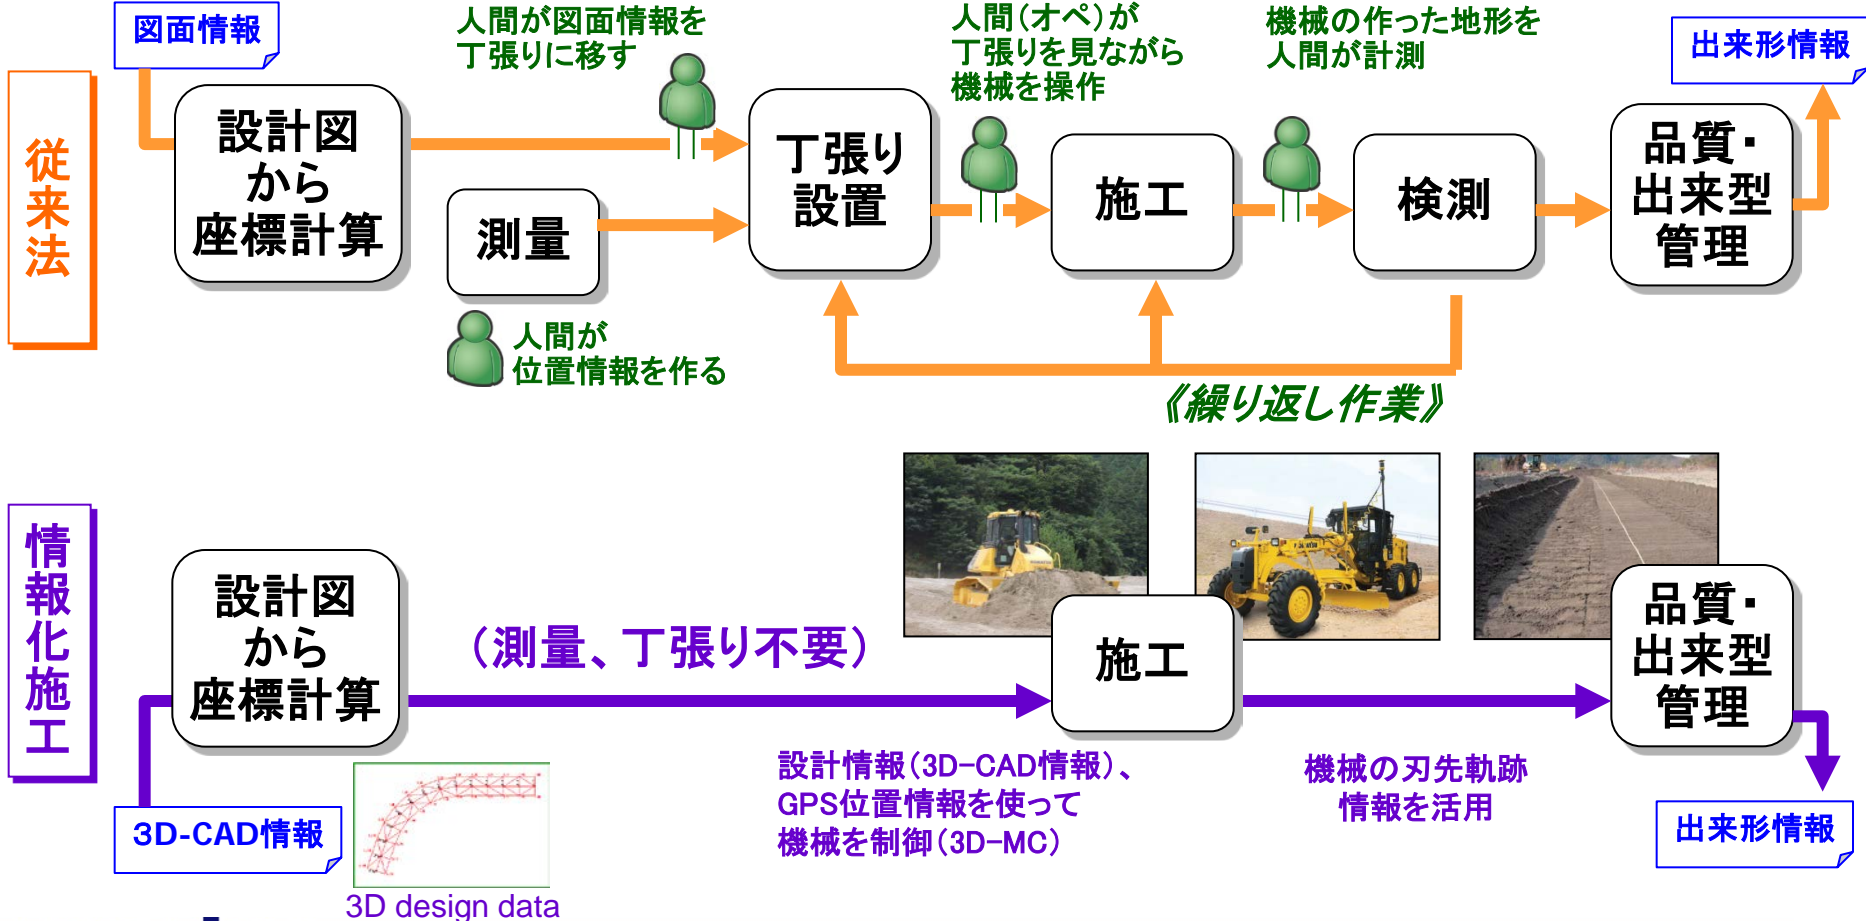 図面情報
人間が図面情報を
丁張りに移す
人間(オペ)が
丁張りを見ながら
機械を操作
機械の作った地形を
人間が計測
出来形情報
従来法
設計図
から
座標計算
測量
丁張り
設置
施工
検測
品質・
出来型
管理
人間が
位置情報を作る
《繰り返し作業》
情報化施工
設計図
から
座標計算
(測量、丁張り不要)
施工
品質・
出来型
管理
設計情報(3D-CAD情報)、
GPS位置情報を使って
機械を制御(3D-MC)
機械の刃先軌跡
情報を活用
3D-CAD情報
出来形情報
3D design data